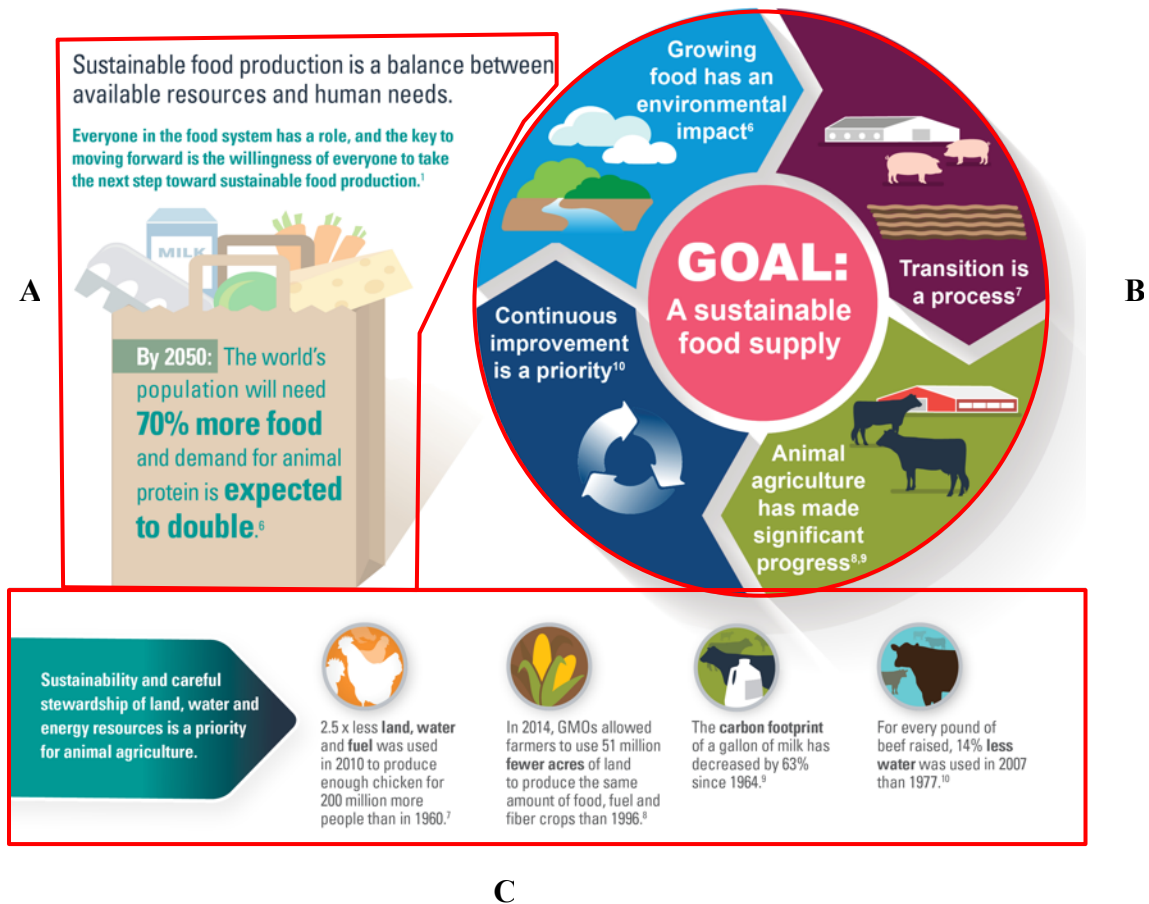 Sustainable food production is a balance between
available resources and human needs.
Everyone in the food system has a role, and the key to
moving forward is the willingness of everyone to take
the next step toward sustainable food production.¹
MILK
A
By 2050: The world's
population will need
70% more food
and demand for animal
protein is expected
to double.⁶
Growing
food has an
environmental
impact⁶
Transition is
a process⁷
GOAL:
A sustainable
food supply
Continuous
improvement
is a priority¹⁰
Animal
agriculture
has made
significant
progress⁸,⁹
B
Sustainability and careful
stewardship of land, water and
energy resources is a priority
for animal agriculture.
2.5 x less land, water
and fuel was used
in 2010 to produce
enough chicken for
200 million more
people than in 1960.⁷
In 2014, GMOs allowed
farmers to use 51 million
fewer acres of land
to produce the same
amount of food, fuel and
fiber crops than 1996.⁸
The carbon footprint
of a gallon of milk has
decreased by 63%
since 1964.⁹
For every pound of
beef raised, 14% less
water was used in 2007
than 1977.¹⁰
C